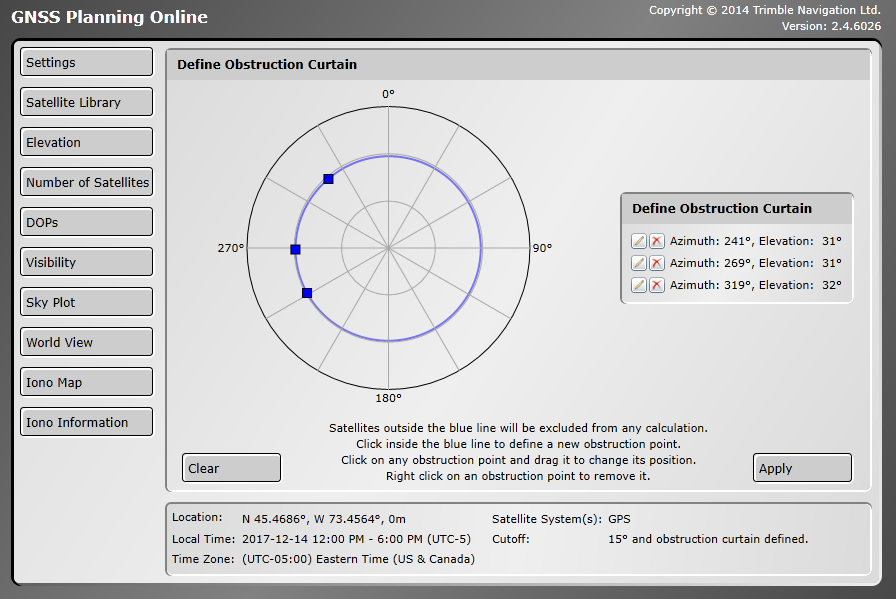 GNSS Planning Online
Copyright © 2014 Trimble Navigation Ltd.
Version: 2.4.6026
Settings
Satellite Library
Elevation
Number of Satellites
DOPs
Visibility
Sky Plot
World View
Iono Map
Iono Information
Define Obstruction Curtain
0°
270°
90°
180°
Define Obstruction Curtain
Azimuth: 241°, Elevation: 31°
Azimuth: 269°, Elevation: 31°
Azimuth: 319°, Elevation: 32°
Satellites outside the blue line will be excluded from any calculation.
Click inside the blue line to define a new obstruction point.
Click on any obstruction point and drag it to change its position.
Right click on an obstruction point to remove it.
Clear
Apply
Location: N 45.4686°, W 73.4564°, 0m
Satellite System(s): GPS
Local Time: 2017-12-14 12:00 PM - 6:00 PM (UTC-5)
Cutoff: 15° and obstruction curtain defined.
Time Zone: (UTC-05:00) Eastern Time (US & Canada)